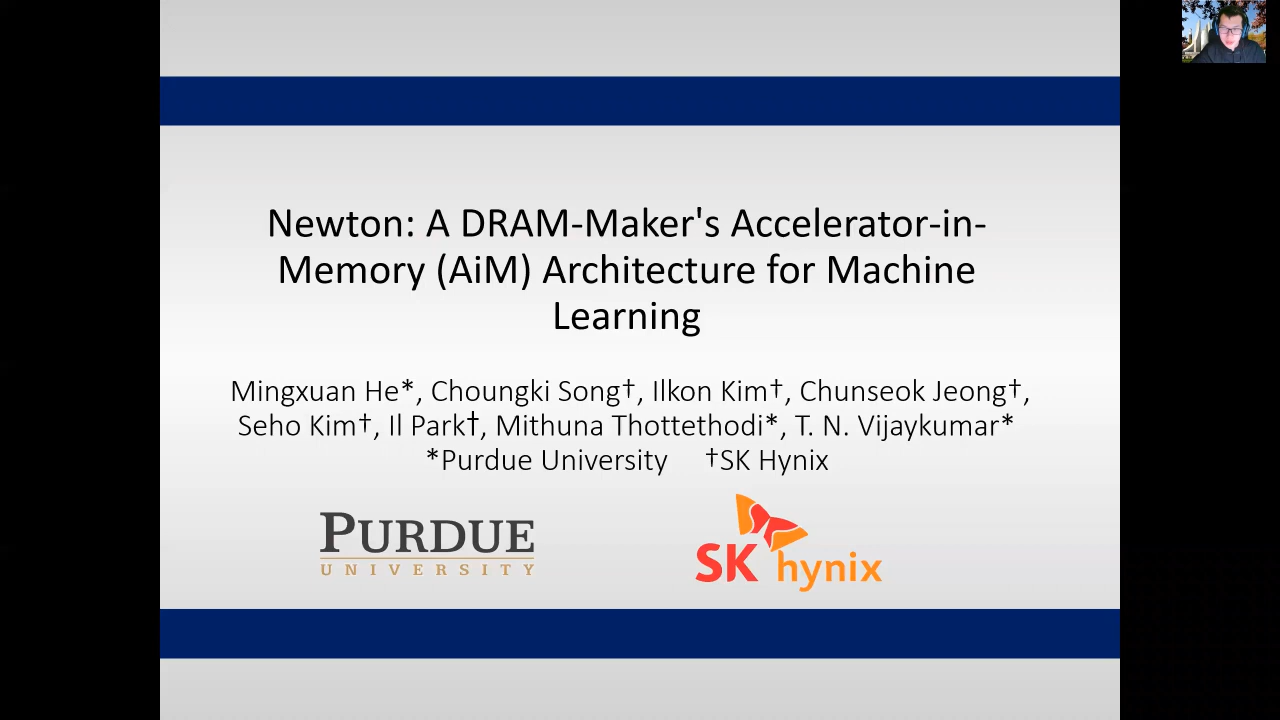 Newton: A DRAM-Maker's Accelerator-in-
Memory (AiM) Architecture for Machine
Learning
Mingxuan He*, Choungki Song†, Ilkon Kim†, Chunseok Jeong†,
Seho Kim†, Il Park†, Mithuna Thottethodi*, T. N. Vijaykumar*
*Purdue University †SK Hynix
PURDUE
UNIVERSITY
SK hynix